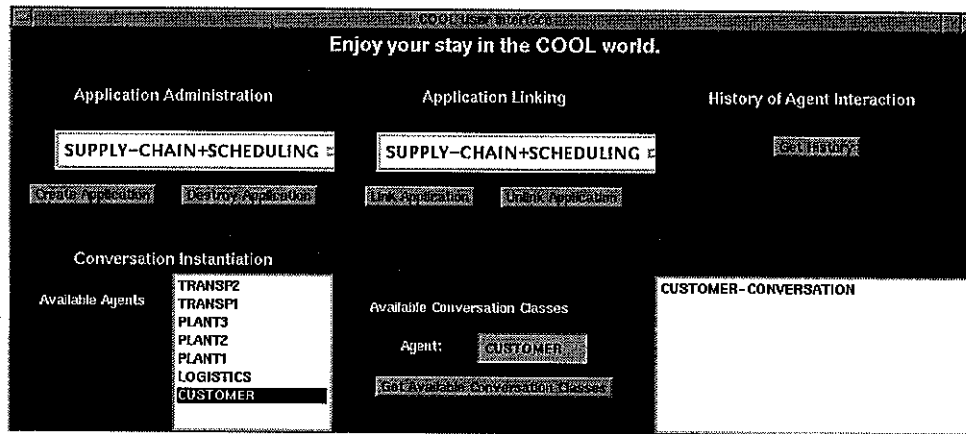 COOL User Interface
Enjoy your stay in the COOL world.
Application Administration
Application Linking
History of Agent Interaction
SUPPLY-CHAIN+SCHEDULING
SUPPLY-CHAIN+SCHEDULING
Get History
Create Application
Destroy Application
Link Application
Unlink Application
Conversation Instantiation
Available Agents
TRANSP2
TRANSP1
PLANT3
PLANT2
PLANT1
LOGISTICS
CUSTOMER
Available Conversation Classes
Agent:
CUSTOMER
Get Available Conversation Classes
CUSTOMER-CONVERSATION